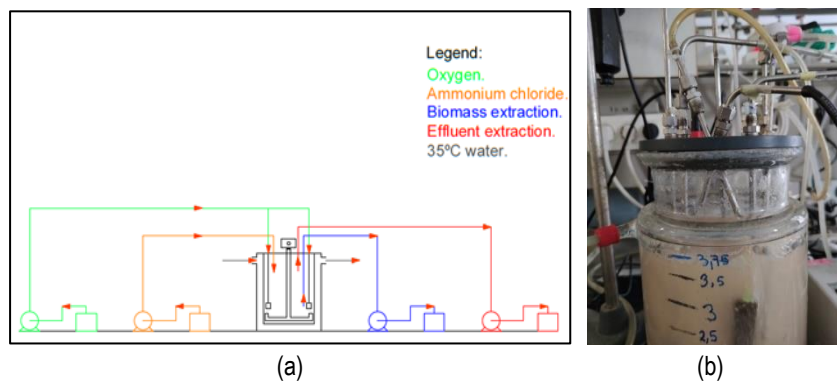 Legend:
Oxygen.
Ammonium chloride.
Biomass extraction.
Effluent extraction.
35ºC water.
3,75
3,5
3
2,5
(a)
(b)